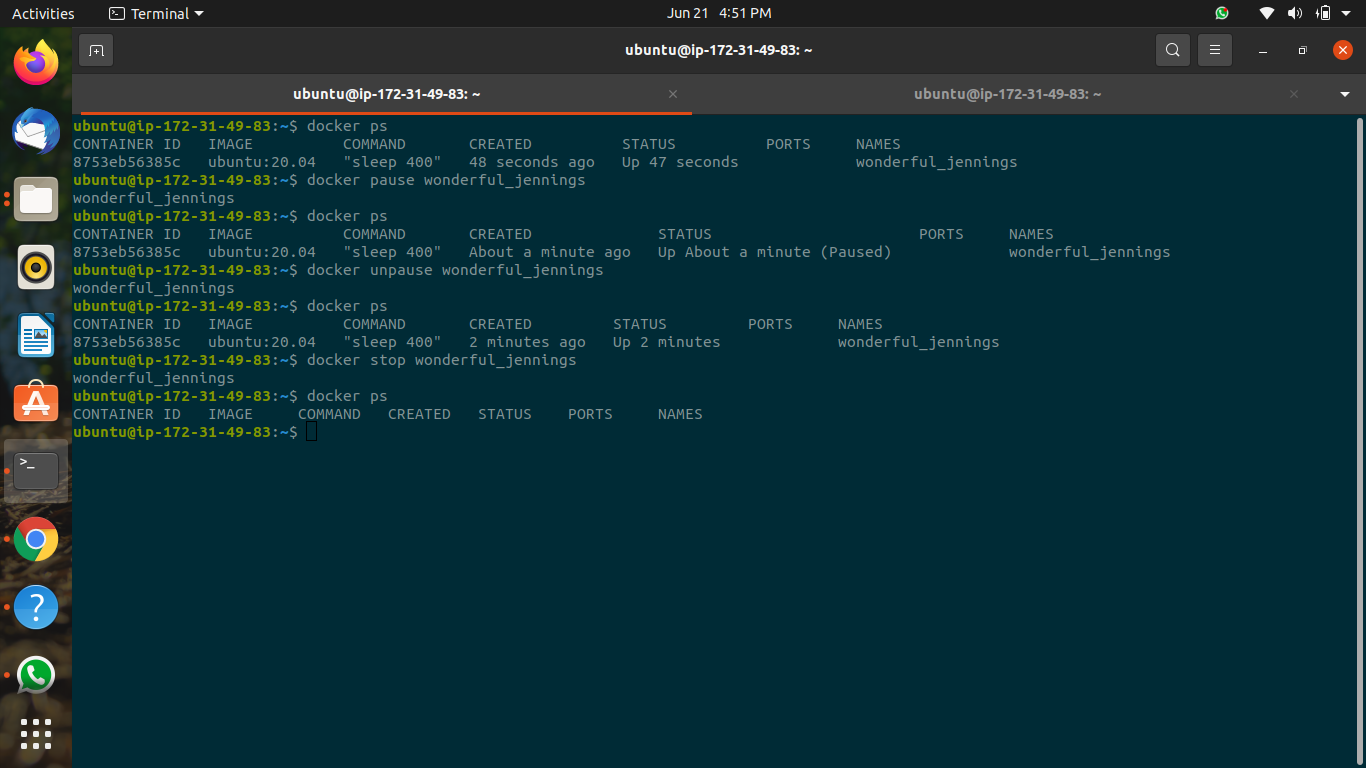 Activities Terminal Jun 21 4:51 PM
ubuntu@ip-172-31-49-83: ~
ubuntu@ip-172-31-49-83: ~ ubuntu@ip-172-31-49-83: ~
ubuntu@ip-172-31-49-83:~$ docker ps
CONTAINER ID   IMAGE          COMMAND       CREATED          STATUS          PORTS     NAMES
8753eb56385c   ubuntu:20.04   "sleep 400"   48 seconds ago   Up 47 seconds             wonderful_jennings
ubuntu@ip-172-31-49-83:~$ docker pause wonderful_jennings
wonderful_jennings
ubuntu@ip-172-31-49-83:~$ docker ps
CONTAINER ID   IMAGE          COMMAND       CREATED              STATUS                       PORTS     NAMES
8753eb56385c   ubuntu:20.04   "sleep 400"   About a minute ago   Up About a minute (Paused)             wonderful_jennings
ubuntu@ip-172-31-49-83:~$ docker unpause wonderful_jennings
wonderful_jennings
ubuntu@ip-172-31-49-83:~$ docker ps
CONTAINER ID   IMAGE          COMMAND       CREATED         STATUS         PORTS     NAMES
8753eb56385c   ubuntu:20.04   "sleep 400"   2 minutes ago   Up 2 minutes             wonderful_jennings
ubuntu@ip-172-31-49-83:~$ docker stop wonderful_jennings
wonderful_jennings
ubuntu@ip-172-31-49-83:~$ docker ps
CONTAINER ID   IMAGE     COMMAND   CREATED   STATUS    PORTS     NAMES
ubuntu@ip-172-31-49-83:~$